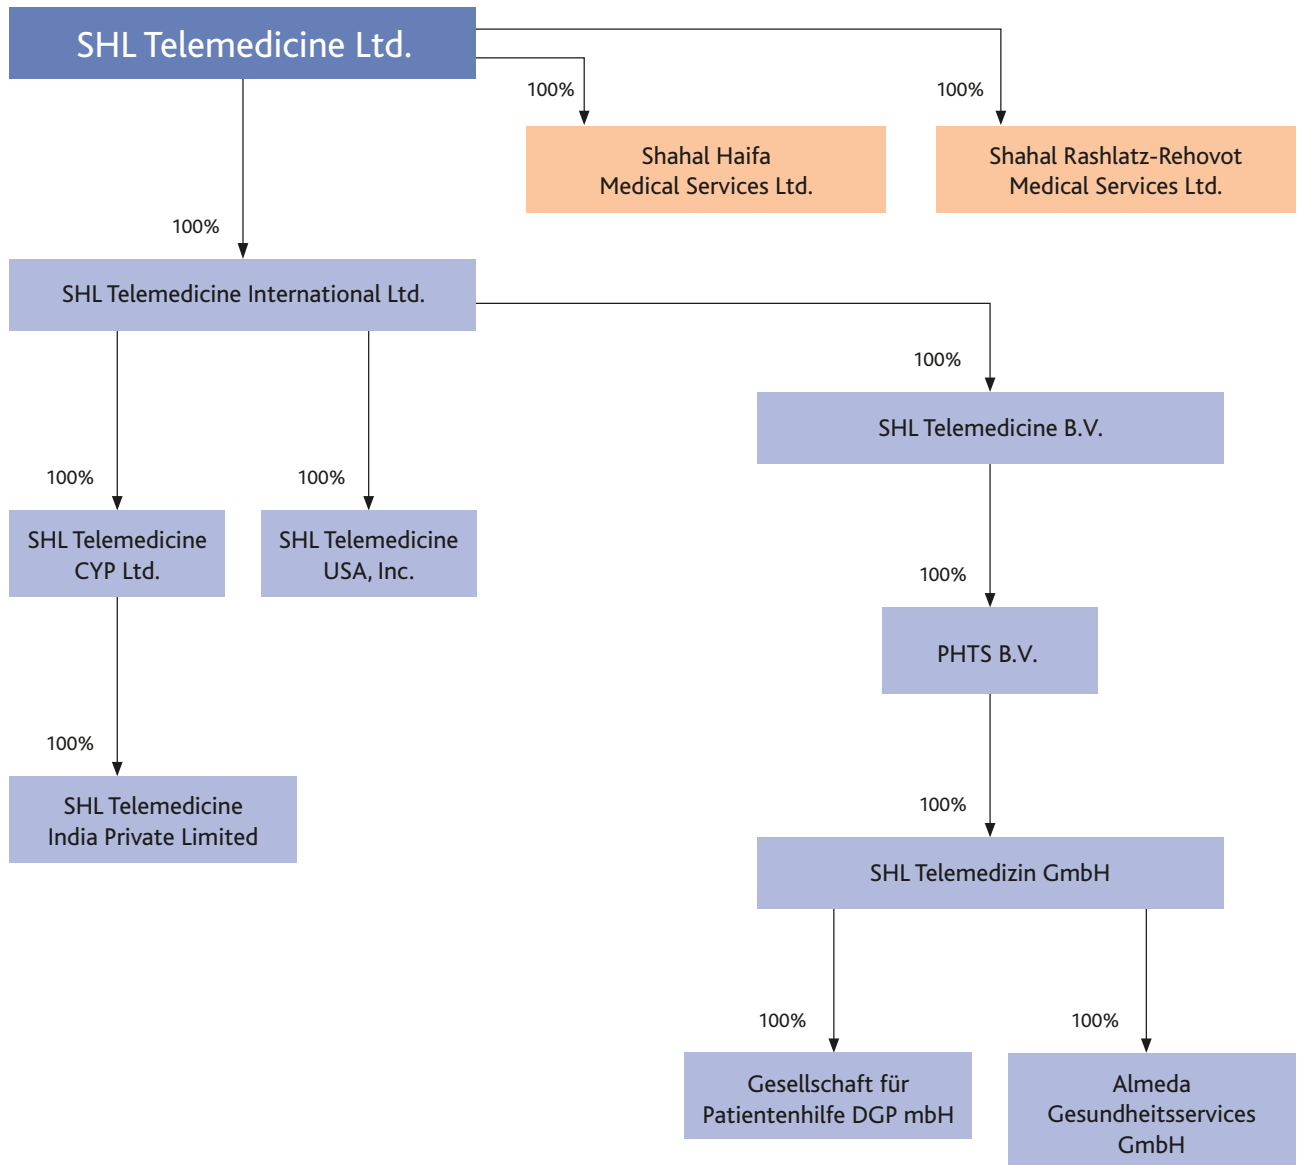 SHL Telemedicine Ltd.
100%
100%
Shahal Haifa
Medical Services Ltd.
Shahal Rashlatz-Rehovot
Medical Services Ltd.
100%
SHL Telemedicine International Ltd.
100%
SHL Telemedicine B.V.
100%
100%
SHL Telemedicine
CYP Ltd.
SHL Telemedicine
USA, Inc.
100%
PHTS B.V.
100%
SHL Telemedicine
India Private Limited
100%
SHL Telemedizin GmbH
100%
100%
Gesellschaft für
Patientenhilfe DGP mbH
Almeda
Gesundheitsservices
GmbH